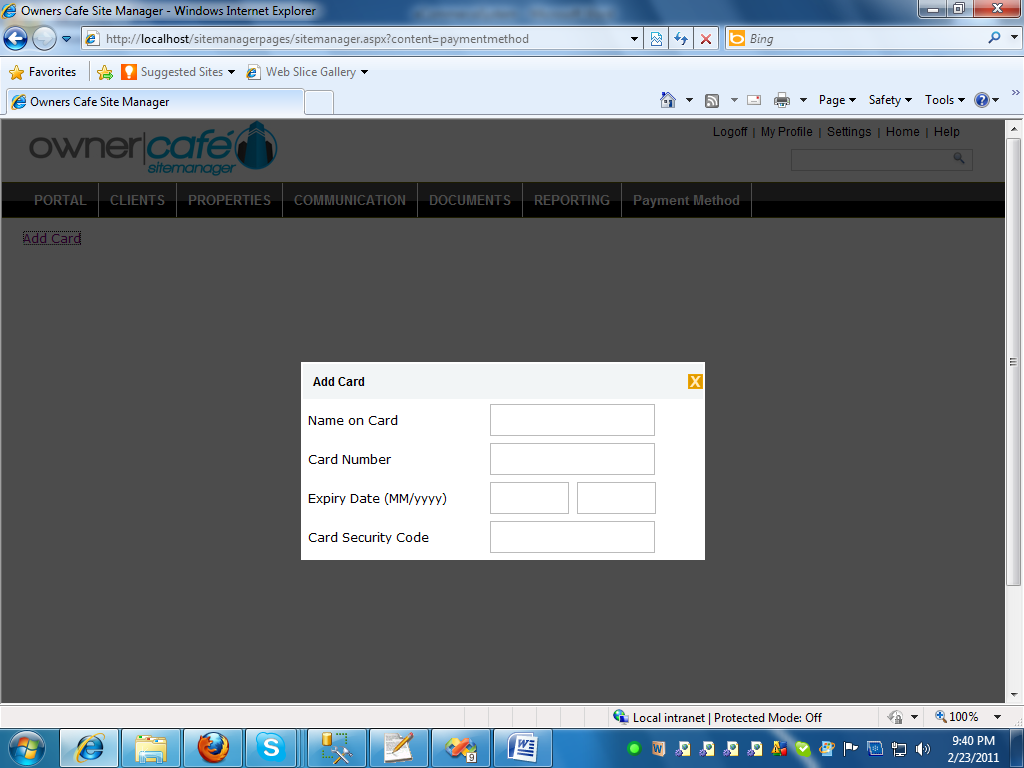 Owners Cafe Site Manager - Windows Internet Explorer
http://localhost/sitemanagerpages/sitemanager.aspx?content=paymentmethod
Bing
Favorites
Suggested Sites
Web Slice Gallery
Owners Cafe Site Manager
Page
Safety
Tools
owner|café
sitemanager
Logoff | My Profile | Settings | Home | Help
PORTAL
CLIENTS
PROPERTIES
COMMUNICATION
DOCUMENTS
REPORTING
Payment Method
Add Card
Add Card
X
Name on Card
Card Number
Expiry Date (MM/yyyy)
Card Security Code
Local intranet | Protected Mode: Off
100%
9
9:40 PM
2/23/2011